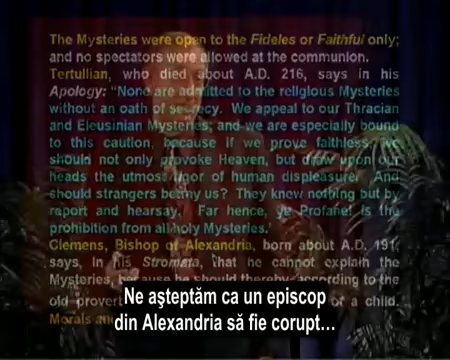 The Mysteries were open to the Fideles or Faithful only;
and no spectators were allowed at the communion.
Tertullian, who died about A.D. 216, says in his
Apology: "None are admitted to the religious Mysteries
without an oath of secrecy. We appeal to our Thracian
and Eleusinian Mysteries; and we are especially bound
to this caution, because if we prove faithless, we
should not only provoke Heaven, but draw upon our
heads the utmost rigor of human displeasure. And
should strangers betray us? They knew nothing but by
report and hearsay. Far hence, ye Profane! is the
prohibition from all holy Mysteries.'
Clemens, Bishop of Alexandria, born about A.D. 191,
says, in his Stromata, that he cannot explain the
Mysteries, because he should thereby, according to the
old of a child.
Morals
Ne aşteptăm ca un episcop
din Alexandria să fie corupt...